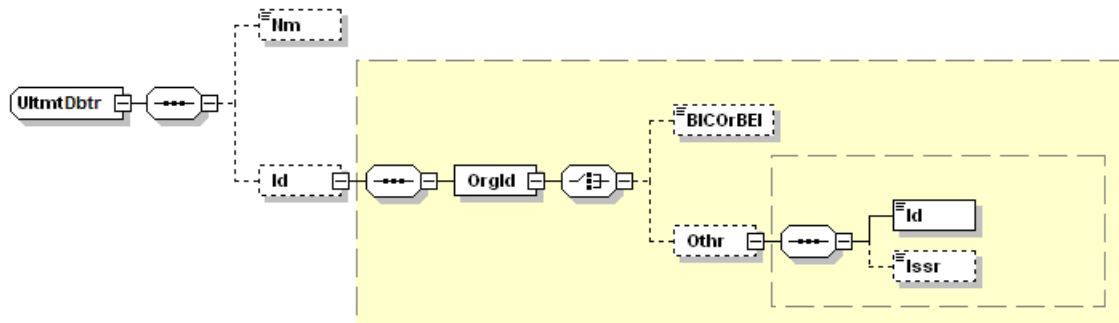 Nm
UltmtDbtr
BICOrBEI
Id
OrgId
Id
Othr
Issr